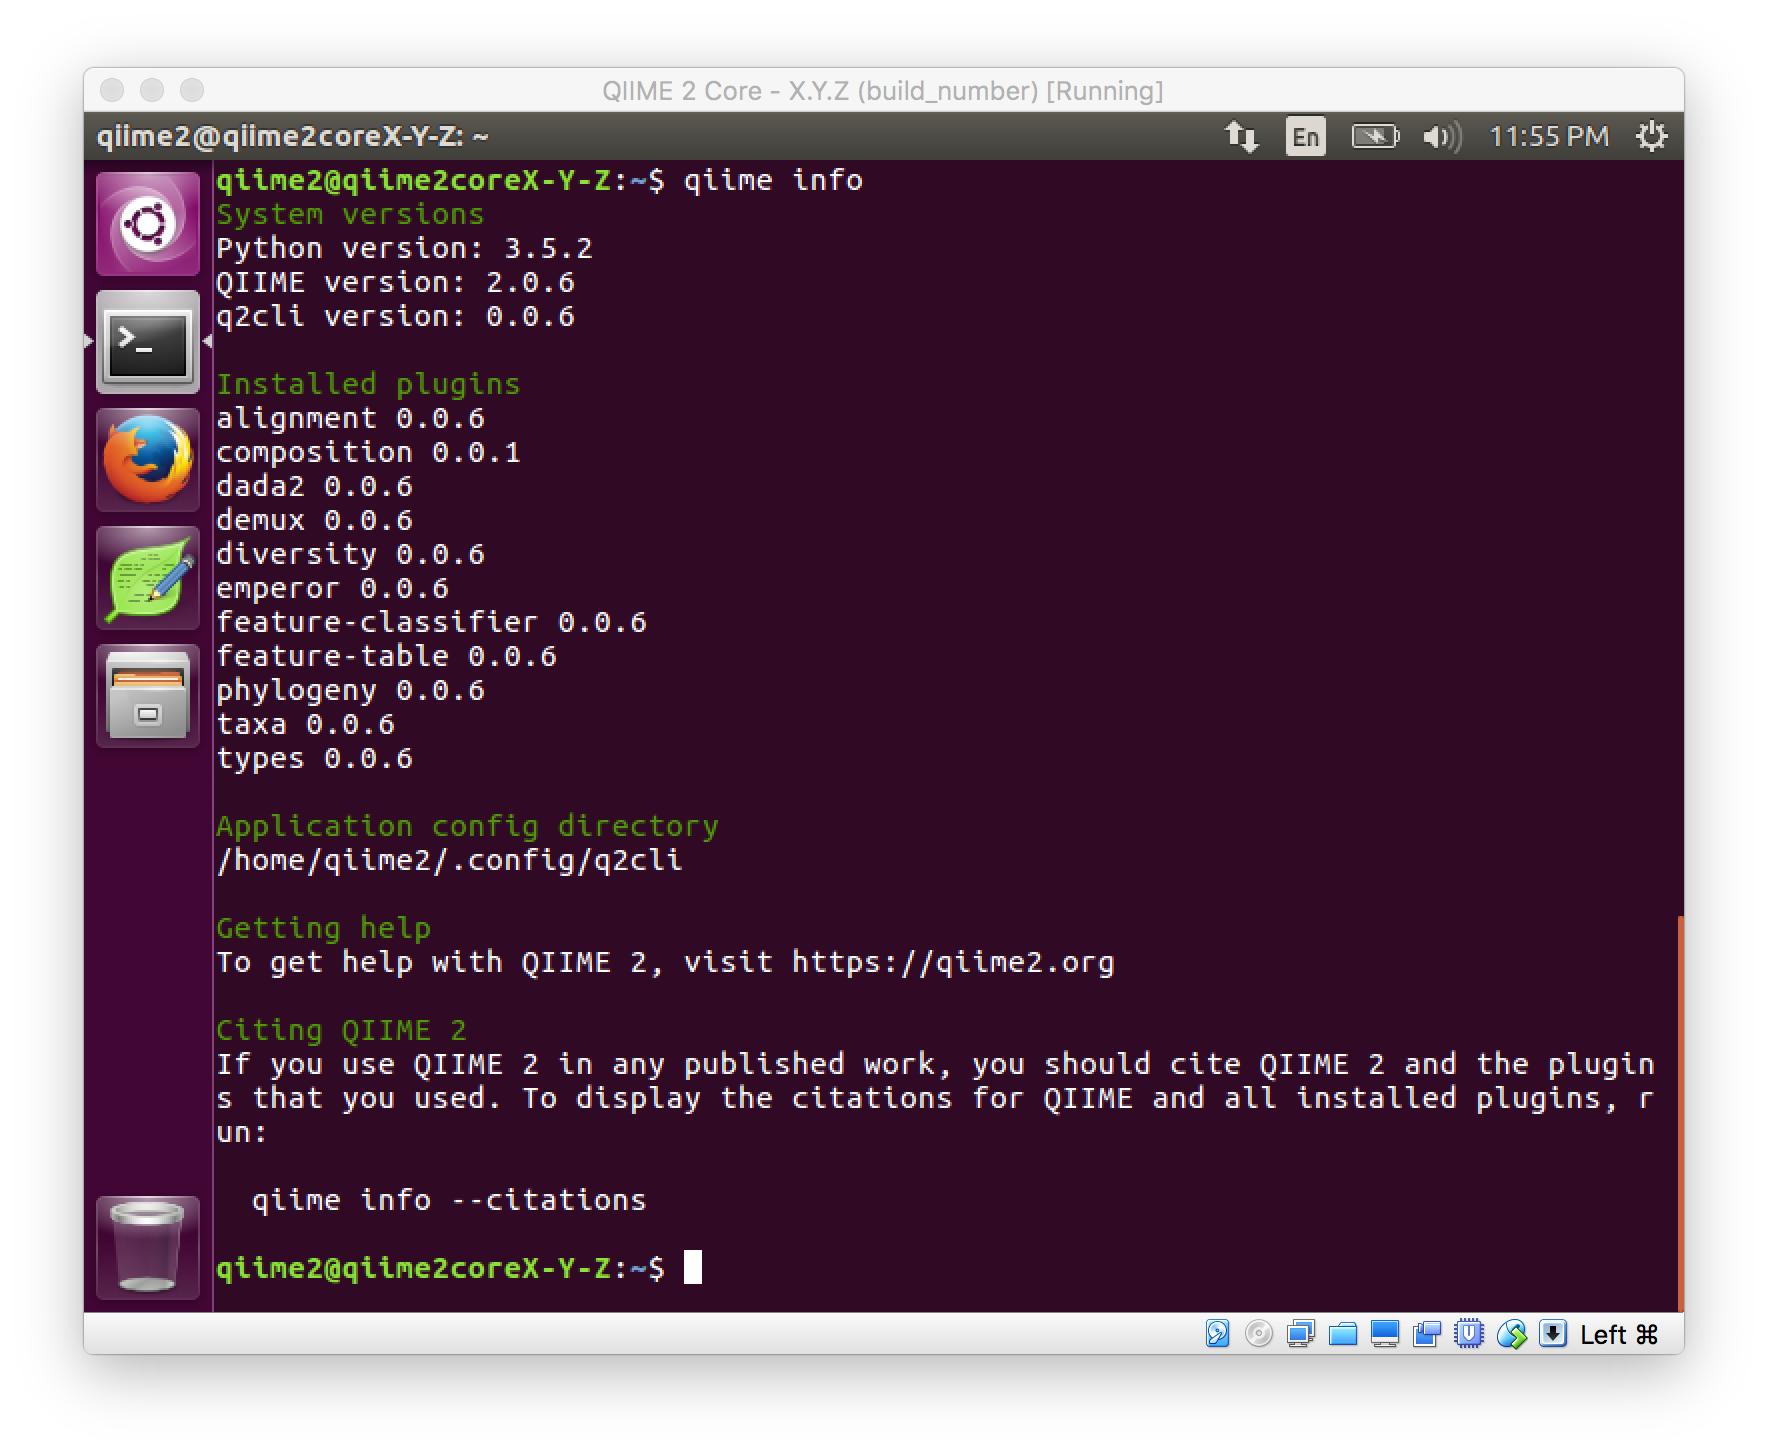 QIIME 2 Core - X.Y.Z (build_number) [Running]
qiime2@qiime2coreX-Y-Z: ~
En
11:55 PM
qiime2@qiime2coreX-Y-Z:~$ qiime info
System versions
Python version: 3.5.2
QIIME version: 2.0.6
q2cli version: 0.0.6
Installed plugins
alignment 0.0.6
composition 0.0.1
dada2 0.0.6
demux 0.0.6
diversity 0.0.6
emperor 0.0.6
feature-classifier 0.0.6
feature-table 0.0.6
phylogeny 0.0.6
taxa 0.0.6
types 0.0.6
Application config directory
/home/qiime2/.config/q2cli
Getting help
To get help with QIIME 2, visit https://qiime2.org
Citing QIIME 2
If you use QIIME 2 in any published work, you should cite QIIME 2 and the plugin
s that you used. To display the citations for QIIME and all installed plugins, r
un:
qiime info --citations
qiime2@qiime2coreX-Y-Z:~$
Left ⌘